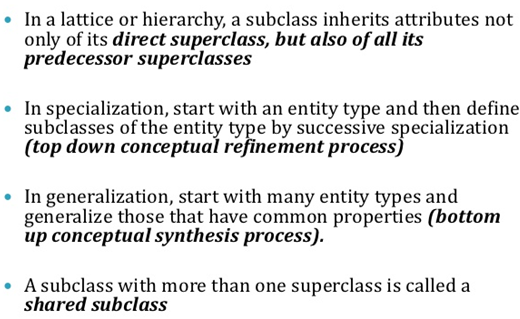 • In a lattice or hierarchy, a subclass inherits attributes not
only of its direct superclass, but also of all its
predecessor superclasses
• In specialization, start with an entity type and then define
subclasses of the entity type by successive specialization
(top down conceptual refinement process)
• In generalization, start with many entity types and
generalize those that have common properties (bottom
up conceptual synthesis process).
• A subclass with more than one superclass is called a
shared subclass